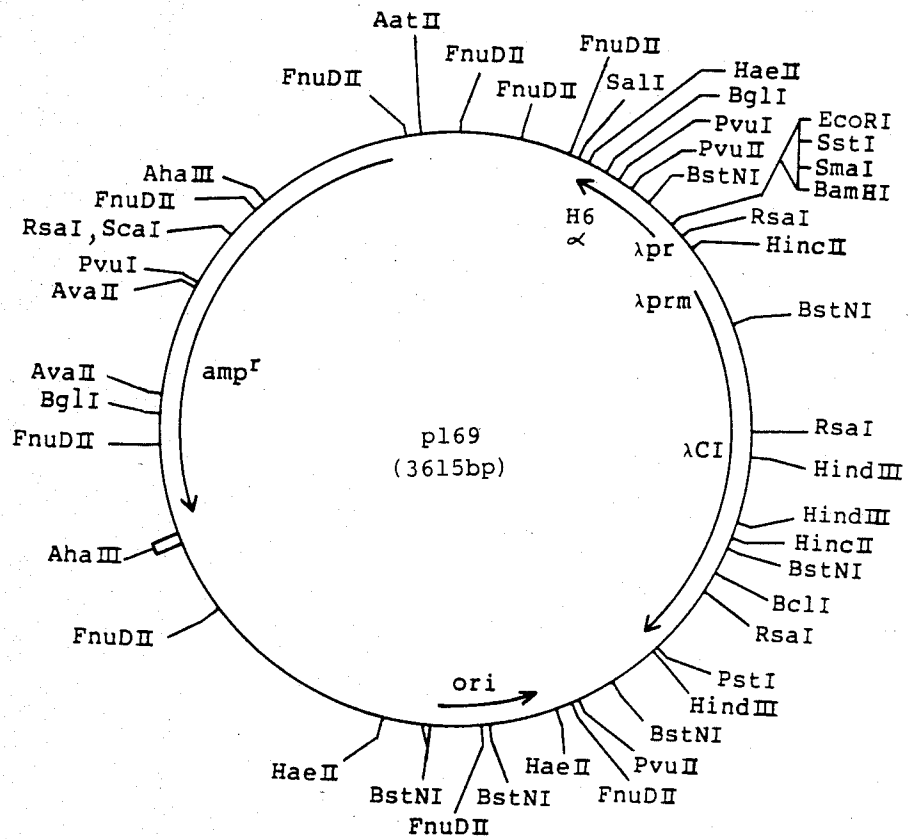 AatII
FnuDII
FnuDII
FnuDII
FnuDII
HaeII
SalI
BglI
EcoRI
PvuI
SstI
PvuII
SmaI
BstNI
BamHI
AhaIII
FnuDII
RsaI, ScaI
PvuI
AvaII
H6
α
λpr
RsaI
HincII
λprm
BstNI
AvaII
BglI
FnuDII
ampʳ
p169
(3615bp)
λCI
RsaI
HindIII
HindIII
HincII
BstNI
BclI
RsaI
AhaIII
FnuDII
PstI
HindIII
BstNI
PvuII
FnuDII
ori
HaeII
BstNI
FnuDII
BstNI
HaeII